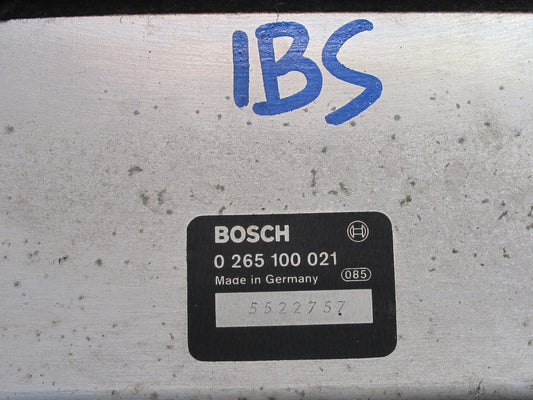 IBS
BOSCH
0 265 100 021
Made in Germany 085
5522757